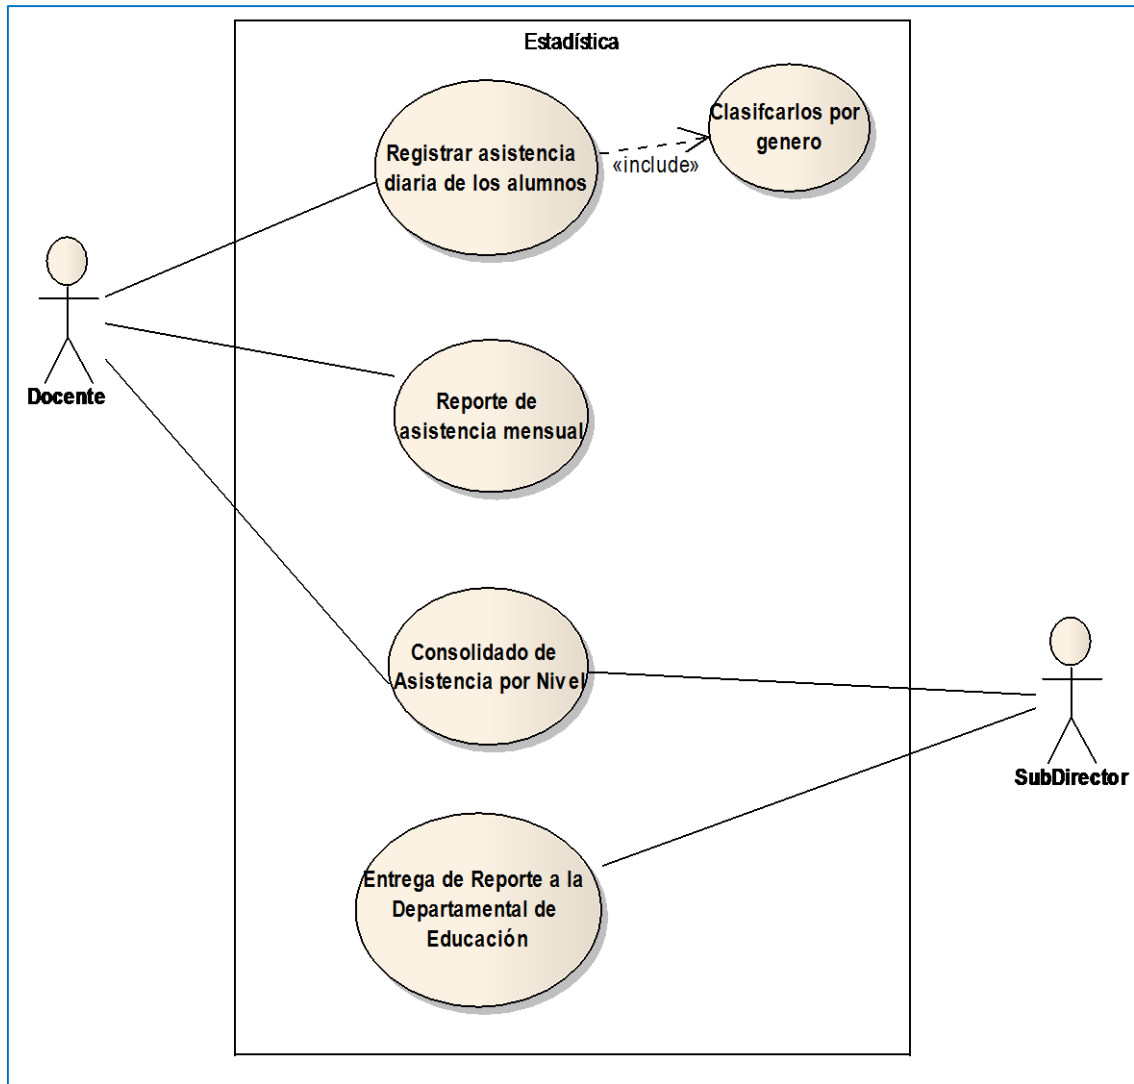 Estadística
Registrar asistencia
diaria de los alumnos
«include»
Clasifcarlos por
genero
Docente
Reporte de
asistencia mensual
Consolidado de
Asistencia por Nivel
SubDirector
Entrega de Reporte a la
Departamental de
Educación